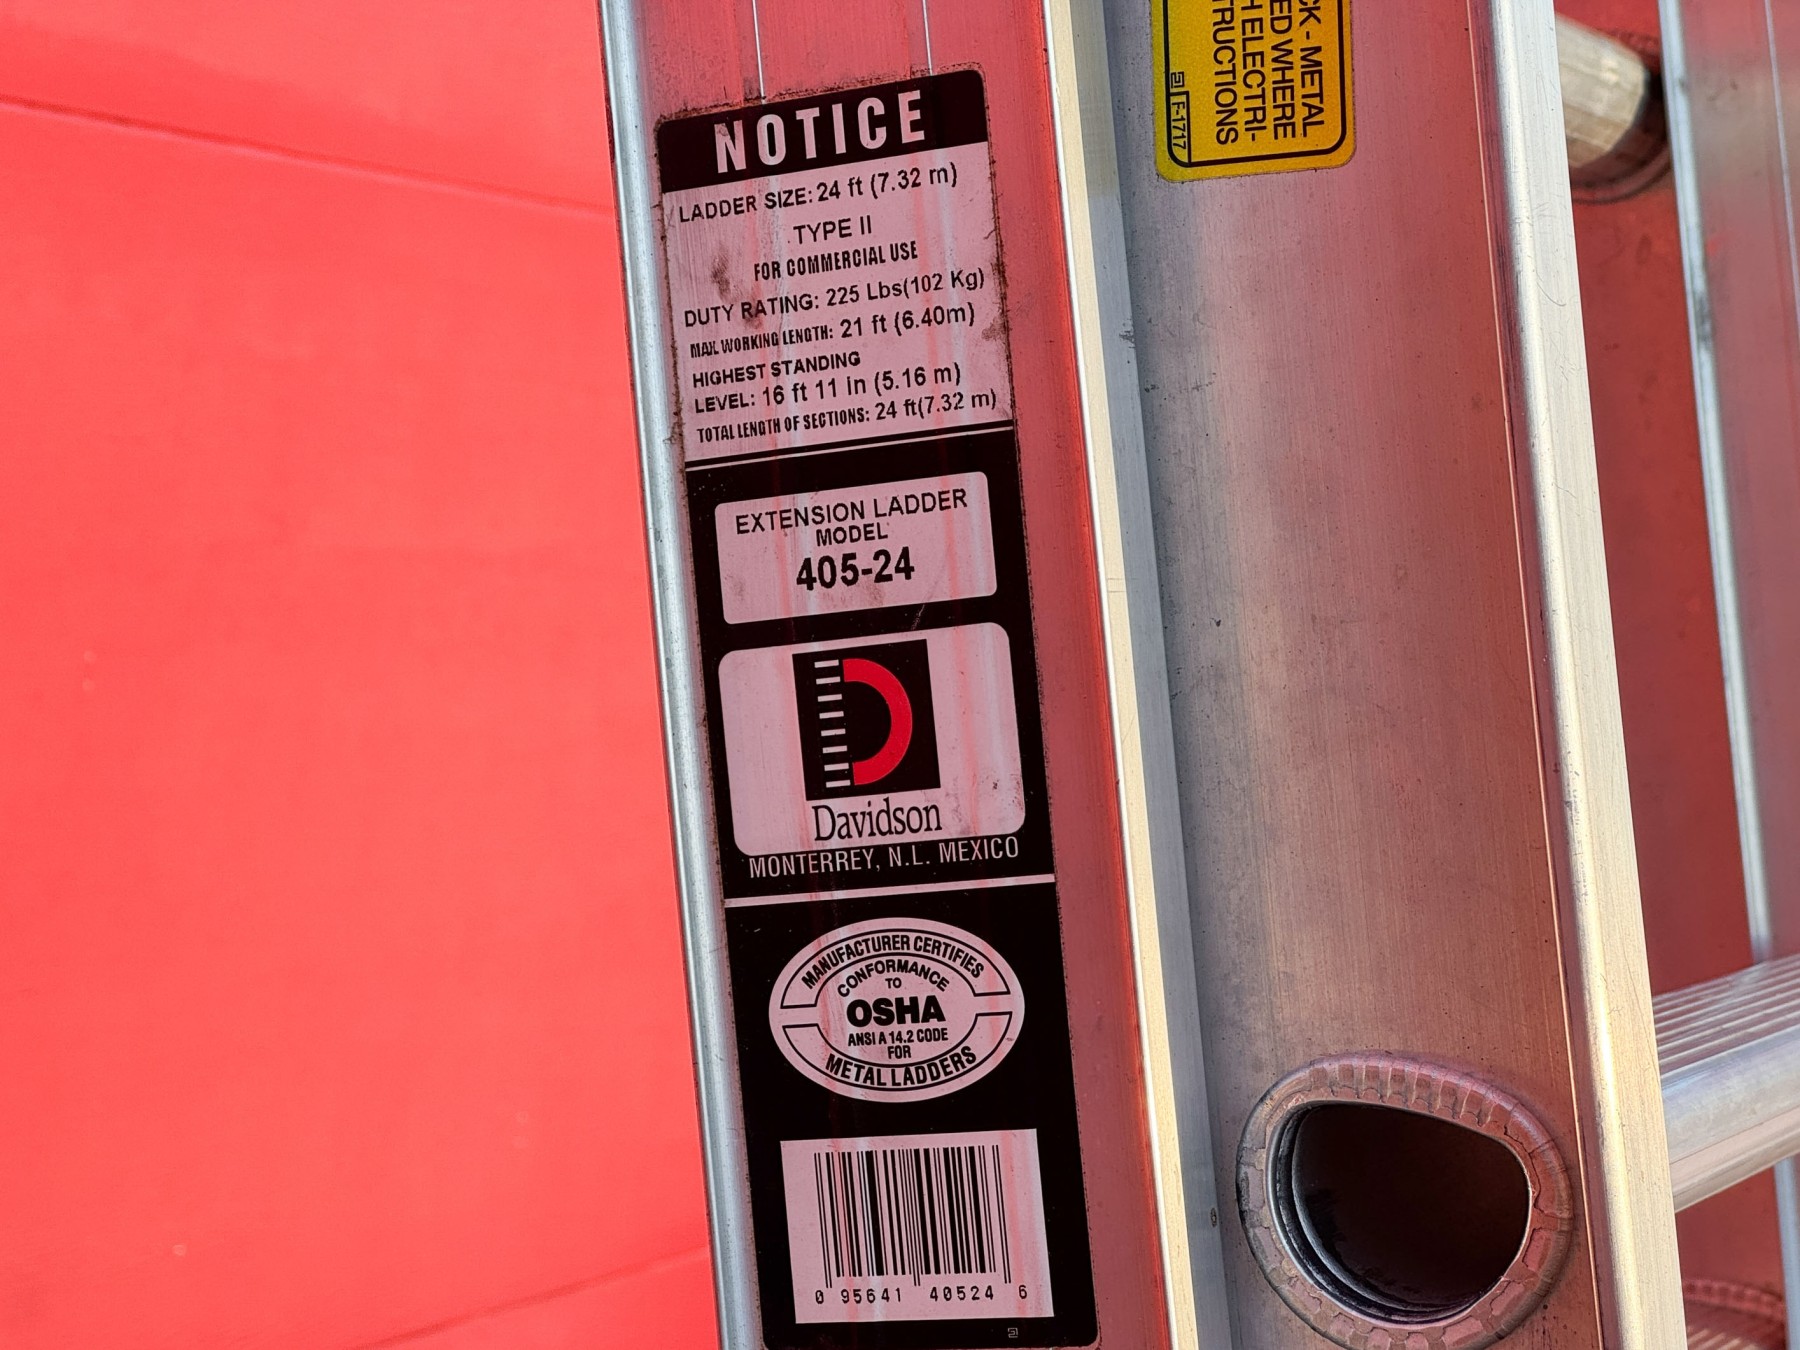 NOTICE
LADDER SIZE: 24 ft (7.32 m)
TYPE II
FOR COMMERCIAL USE
DUTY RATING: 225 Lbs(102 Kg)
MAX. WORKING LENGTH: 21 ft (6.40m)
HIGHEST STANDING
LEVEL: 16 ft 11 in (5.16 m)
TOTAL LENGTH OF SECTIONS: 24 ft(7.32 m)
EXTENSION LADDER
MODEL
405-24
Davidson
MONTERREY, N.L. MEXICO
MANUFACTURER CERTIFIES
CONFORMANCE
TO
OSHA
ANSI A 14.2 CODE
FOR
METAL LADDERS
0 95641 40524 6
CK - METAL
ED WHERE
H ELECTRI-
TRUCTIONS
F-1717